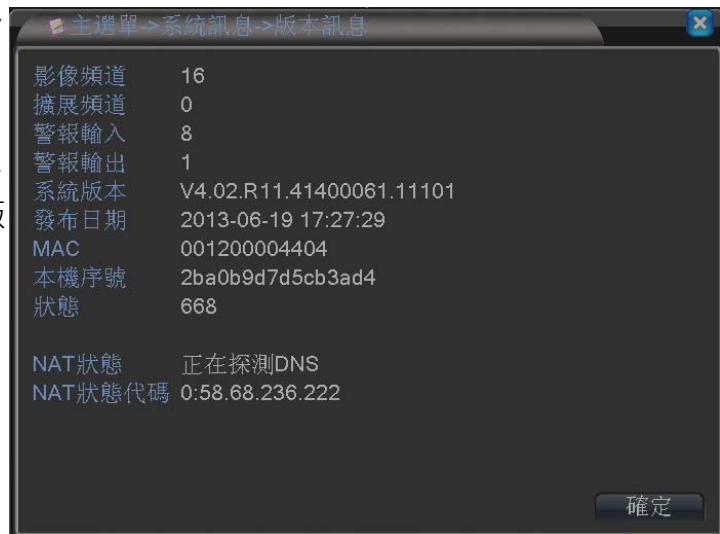 主選單->系統訊息->版本訊息
影像頻道 16
擴展頻道 0
警報輸入 8
警報輸出 1
系統版本 V4.02.R11.41400061.11101
發布日期 2013-06-19 17:27:29
MAC 001200004404
本機序號 2ba0b9d7d5cb3ad4
狀態 668
NAT狀態 正在探測DNS
NAT狀態代碼 0:58.68.236.222
確定